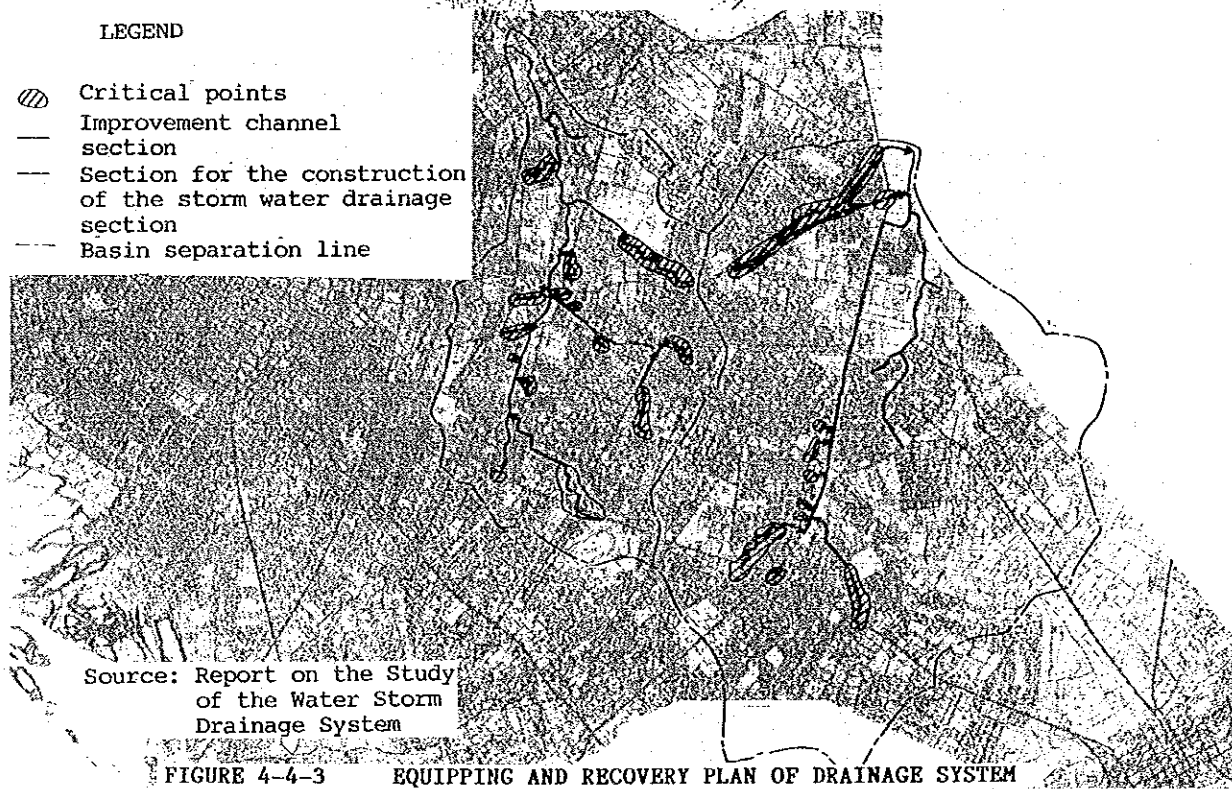 LEGEND
Critical points
Improvement channel
section
Section for the construction
of the storm water drainage
section
Basin separation line
Source: Report on the Study
of the Water Storm
Drainage System
FIGURE 4-4-3 EQUIPPING AND RECOVERY PLAN OF DRAINAGE SYSTEM